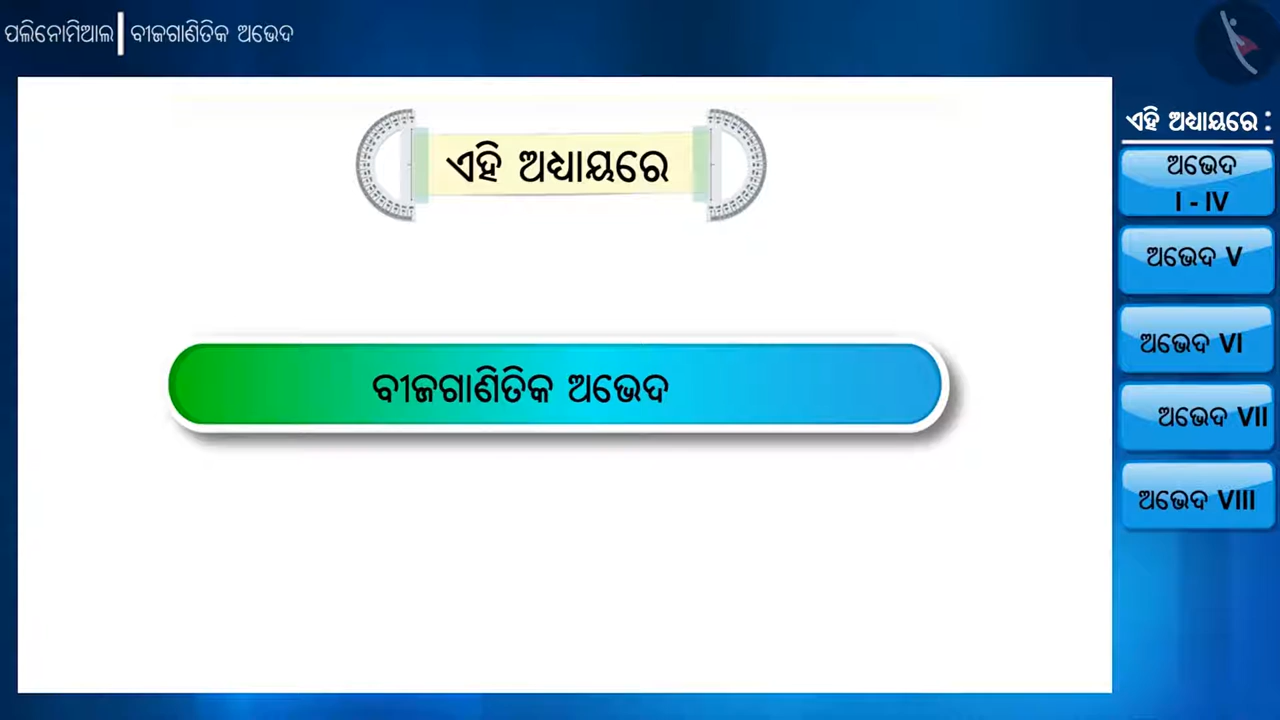 ପଲିନୋମିଆଲ | ବୀଜଗାଣିତିକ ଅଭେଦ
ଏହି ଅଧ୍ୟାୟରେ
ବୀଜଗାଣିତିକ ଅଭେଦ
ଏହି ଅଧ୍ୟାୟରେ :
ଅଭେଦ
I - IV
ଅଭେଦ V
ଅଭେଦ VI
ଅଭେଦ VII
ଅଭେଦ VIII